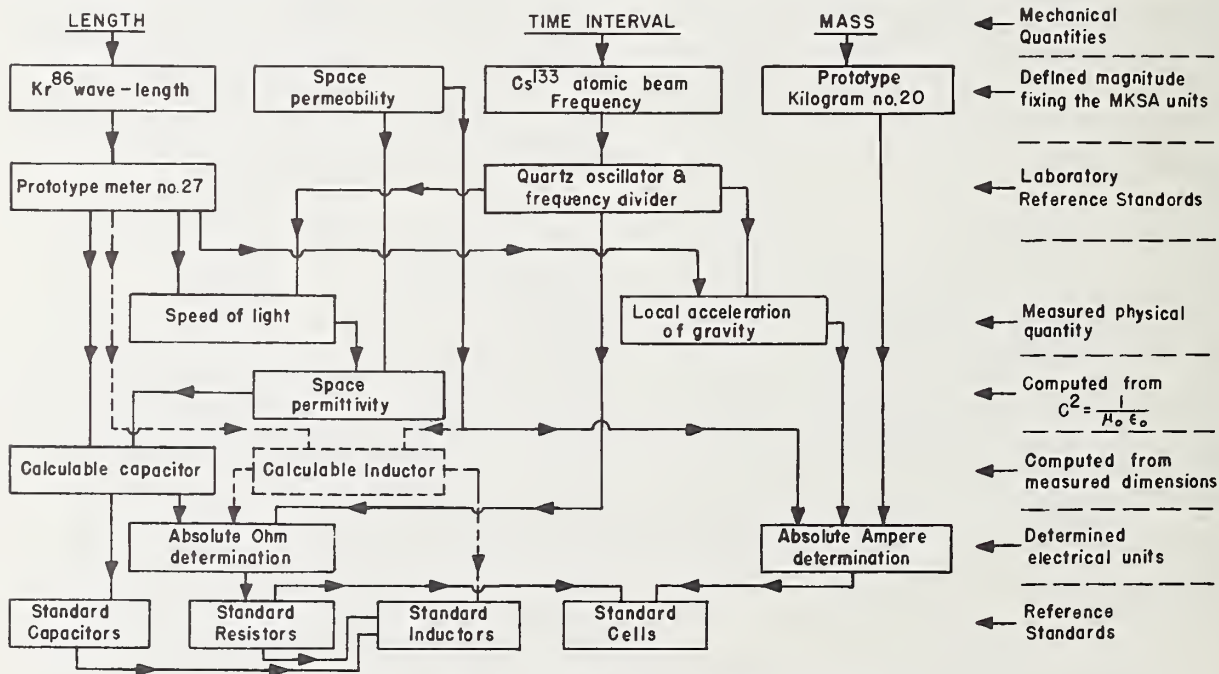 LENGTH
TIME INTERVAL
MASS
Mechanical
Quantities
Kr86 wave-length
Space
permeobility
Cs133 atomic beam
Frequency
Prototype
Kilogram no.20
Defined magnitude
fixing the MKSA units
Prototype meter no.27
Quartz oscillator &
frequency divider
Laboratory
Reference Standords
Speed of light
Local acceleration
of gravity
Measured physical
quantity
Space
permittivity
Computed from
C2 = 1/μo εo
Calculable capacitor
Calculable Inductor
Computed from
measured dimensions
Absolute Ohm
determination
Absolute Ampere
determination
Determined
electrical units
Standard
Capacitors
Standard
Resistors
Standard
Inductors
Standard
Cells
Reference
Standards